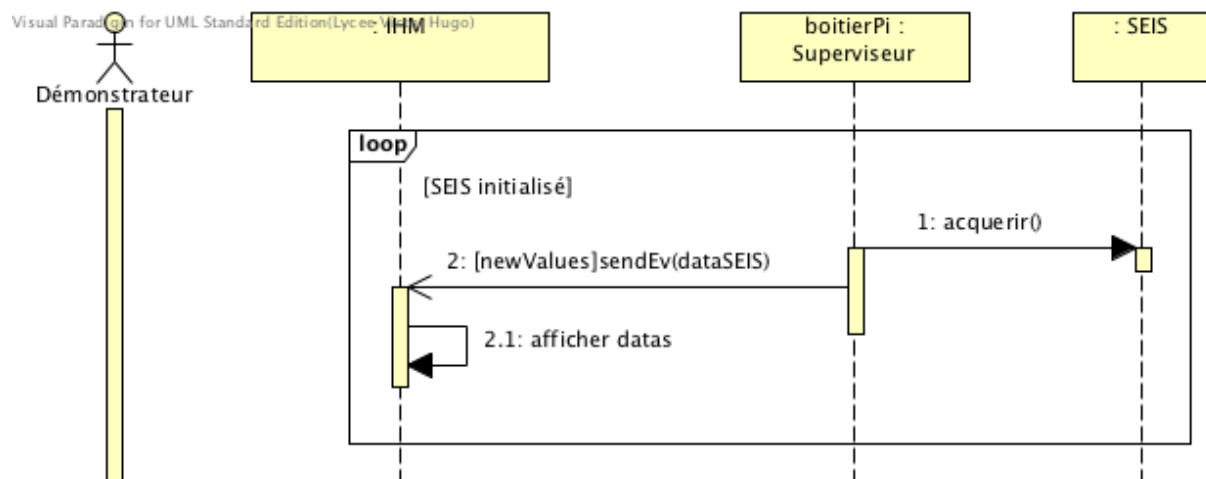 Visual Paradigm for UML Standard Edition(Lycee Victor Hugo)
: IHM
boitierPi :
Superviseur
: SEIS
Démonstrateur
loop
[SEIS initialisé]
1: acquerir()
2: [newValues]sendEv(dataSEIS)
2.1: afficher datas